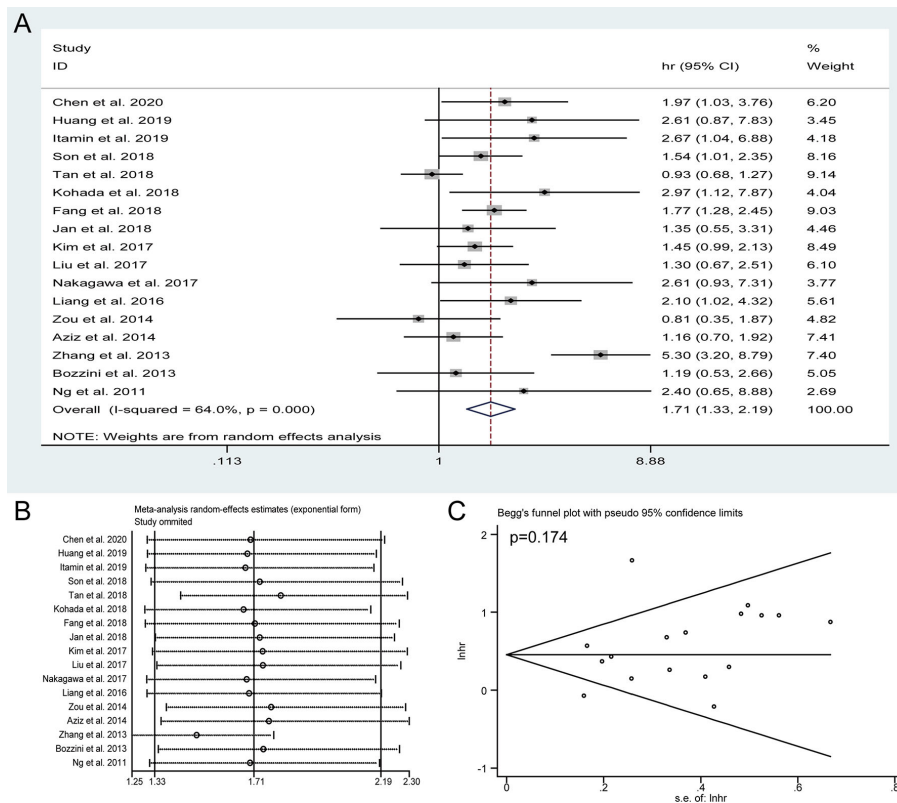 A
Study %
ID hr (95% CI) Weight
Chen et al. 2020 1.97 (1.03, 3.76) 6.20
Huang et al. 2019 2.61 (0.87, 7.83) 3.45
Itamin et al. 2019 2.67 (1.04, 6.88) 4.18
Son et al. 2018 1.54 (1.01, 2.35) 8.16
Tan et al. 2018 0.93 (0.68, 1.27) 9.14
Kohada et al. 2018 2.97 (1.12, 7.87) 4.04
Fang et al. 2018 1.77 (1.28, 2.45) 9.03
Jan et al. 2018 1.35 (0.55, 3.31) 4.46
Kim et al. 2017 1.45 (0.99, 2.13) 8.49
Liu et al. 2017 1.30 (0.67, 2.51) 6.10
Nakagawa et al. 2017 2.61 (0.93, 7.31) 3.77
Liang et al. 2016 2.10 (1.02, 4.32) 5.61
Zou et al. 2014 0.81 (0.35, 1.87) 4.82
Aziz et al. 2014 1.16 (0.70, 1.92) 7.41
Zhang et al. 2013 5.30 (3.20, 8.79) 7.40
Bozzini et al. 2013 1.19 (0.53, 2.66) 5.05
Ng et al. 2011 2.40 (0.65, 8.88) 2.69
Overall (I-squared = 64.0%, p = 0.000) 1.71 (1.33, 2.19) 100.00
NOTE: Weights are from random effects analysis
.113 1 8.88
B
Meta-analysis random-effects estimates (exponential form)
Study ommited
Chen et al. 2020
Huang et al. 2019
Itamin et al. 2019
Son et al. 2018
Tan et al. 2018
Kohada et al. 2018
Fang et al. 2018
Jan et al. 2018
Kim et al. 2017
Liu et al. 2017
Nakagawa et al. 2017
Liang et al. 2016
Zou et al. 2014
Aziz et al. 2014
Zhang et al. 2013
Bozzini et al. 2013
Ng et al. 2011
1.25 1.33 1.71 2.19 2.30
C
Begg's funnel plot with pseudo 95% confidence limits
p=0.174
lnhr
2
1
0
-1
0 .2 .4 .6 .8
s.e. of: lnhr